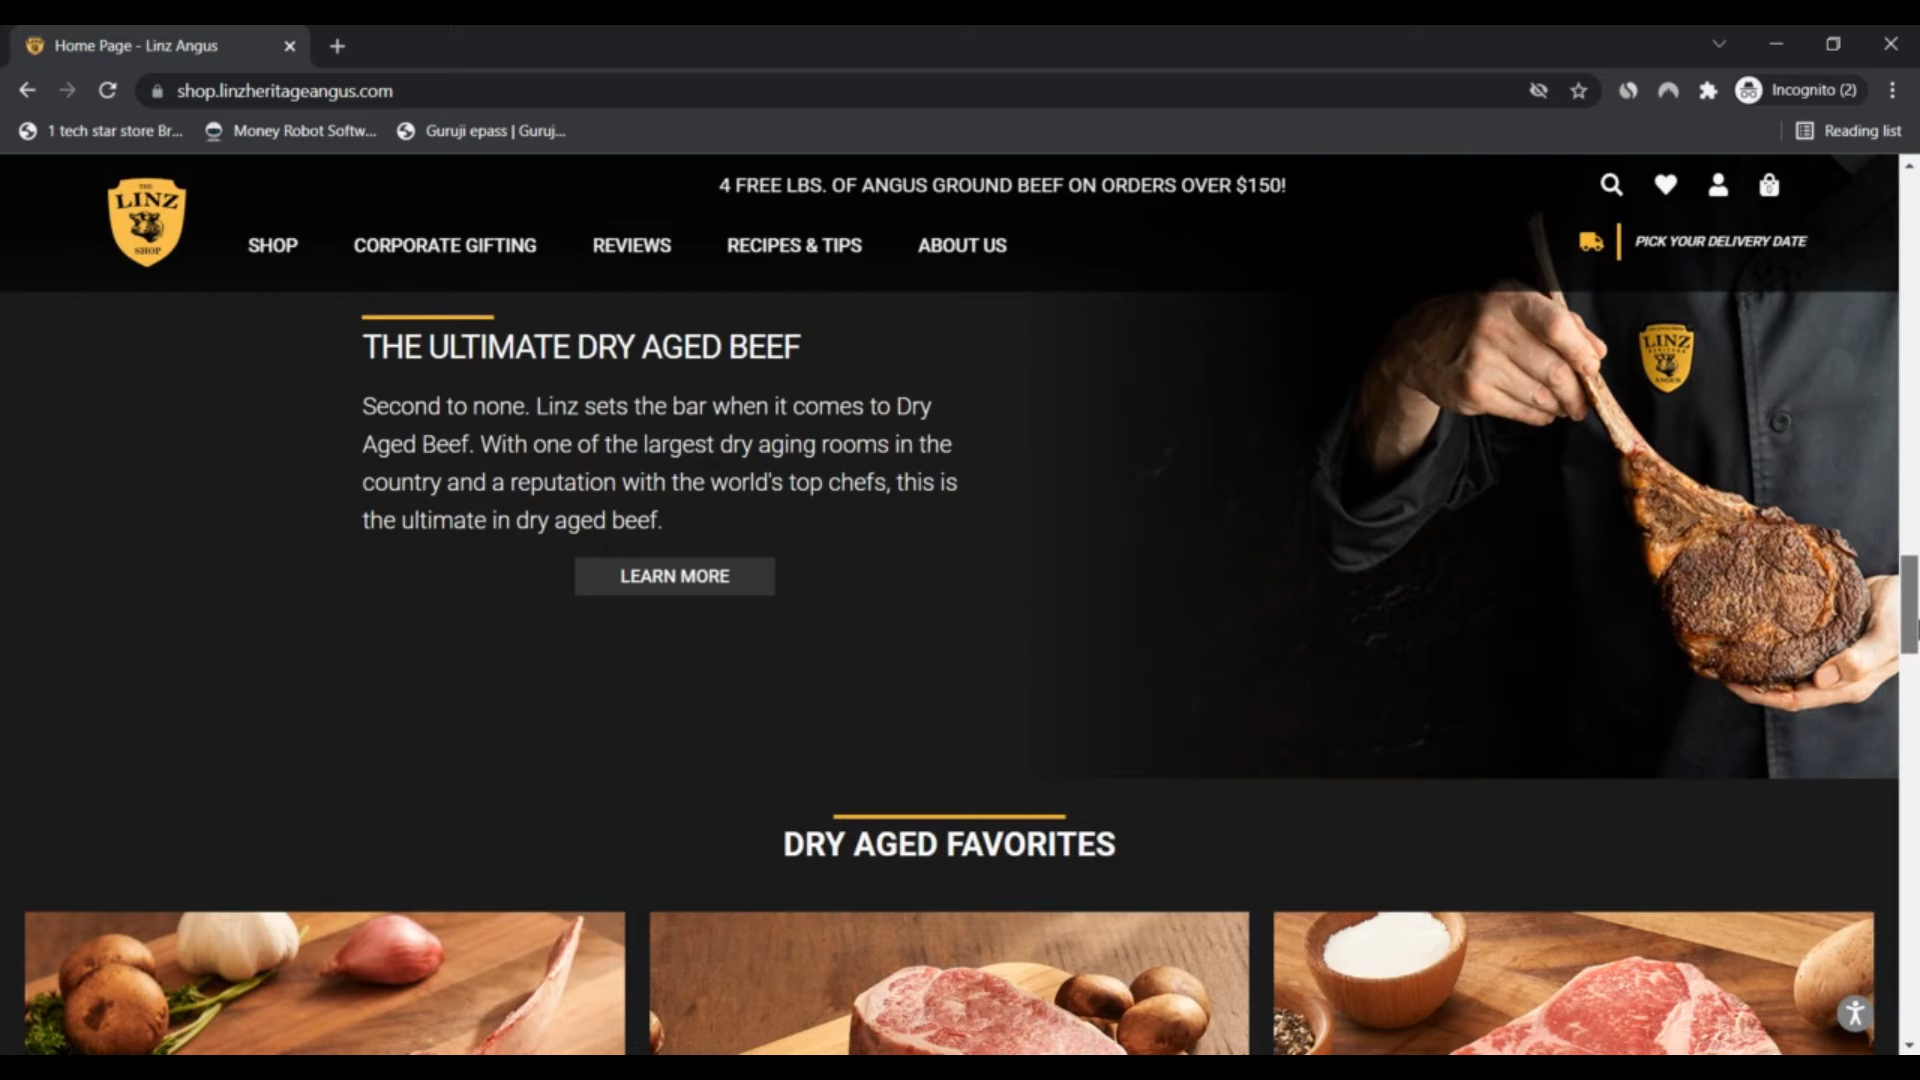 Home Page - Linz Angus
shop.linzheritageangus.com
Incognito (2)
1 tech star store Br...
Money Robot Softw...
Guruji epass | Guruj...
Reading list
THE
LINZ
SHOP
4 FREE LBS. OF ANGUS GROUND BEEF ON ORDERS OVER $150!
0
SHOP
CORPORATE GIFTING
REVIEWS
RECIPES & TIPS
ABOUT US
PICK YOUR DELIVERY DATE
THE ULTIMATE DRY AGED BEEF
Second to none. Linz sets the bar when it comes to Dry
Aged Beef. With one of the largest dry aging rooms in the
country and a reputation with the world's top chefs, this is
the ultimate in dry aged beef.
LEARN MORE
LINZ
HERITAGE
ANGUS
DRY AGED FAVORITES